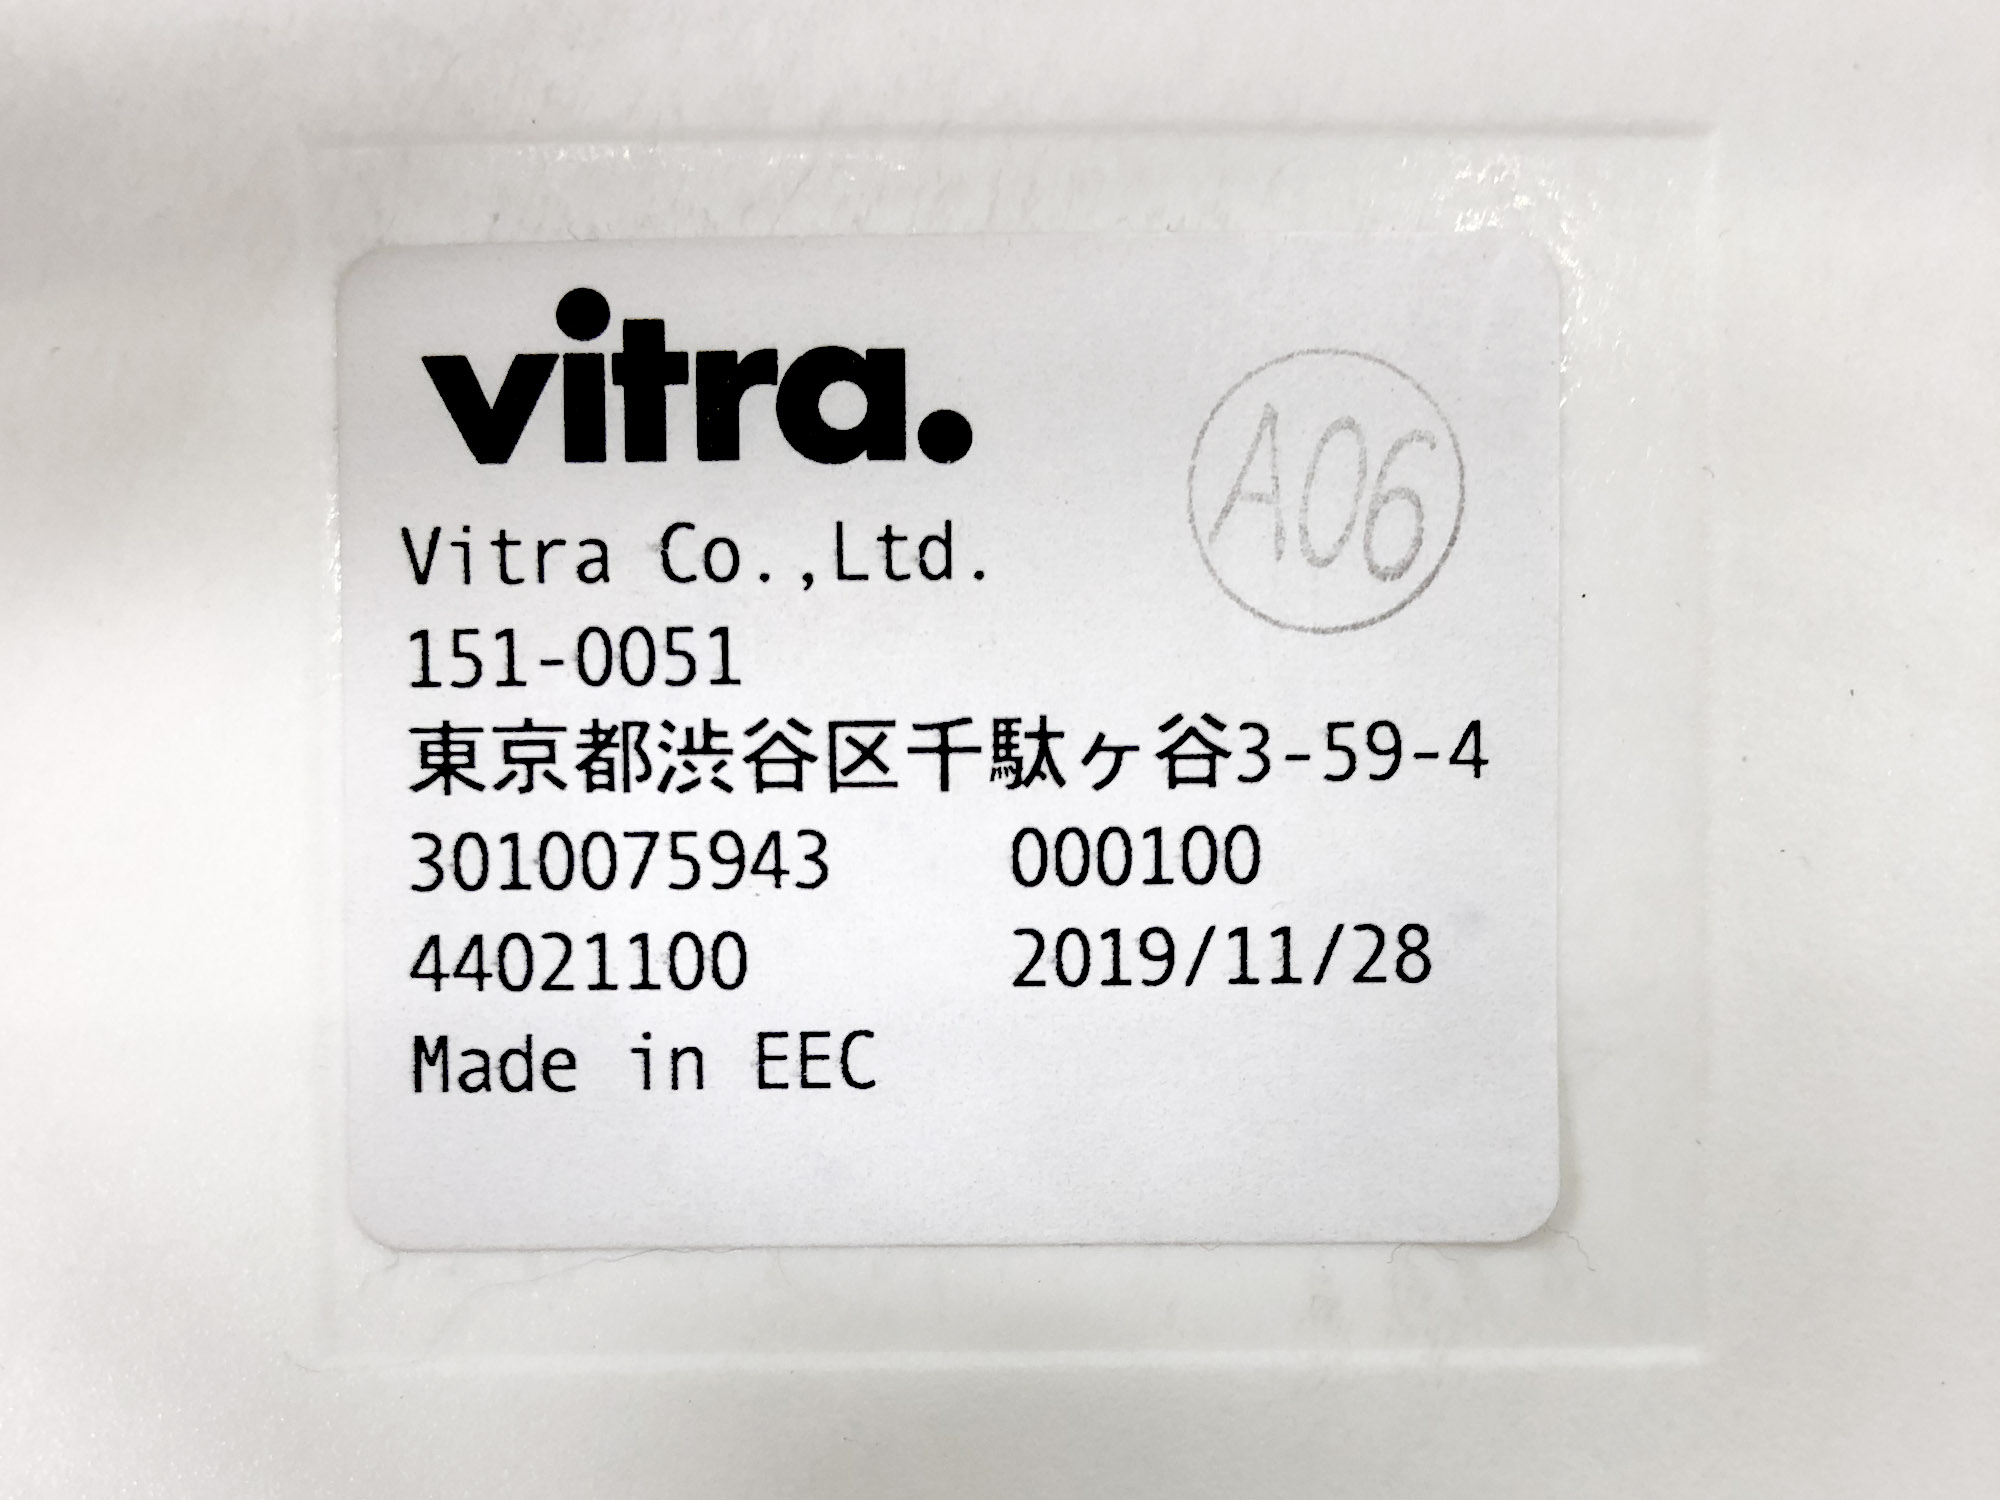 vitra.
A06
Vitra Co.,Ltd.
151-0051
東京都渋谷区千駄ヶ谷3-59-4
3010075943 000100
44021100 2019/11/28
Made in EEC